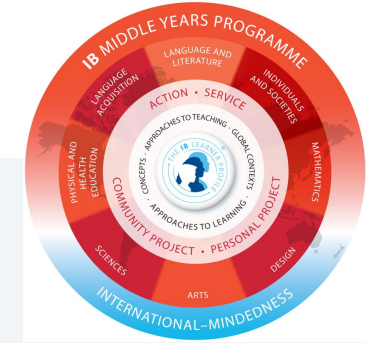 IB MIDDLE YEARS PROGRAMME
LANGUAGE AND
LITERATURE
INDIVIDUALS
AND SOCIETIES
MATHEMATICS
DESIGN
ARTS
SCIENCES
PHYSICAL AND
HEALTH
EDUCATION
LANGUAGE
ACQUISITION
ACTION • SERVICE
COMMUNITY PROJECT • PERSONAL PROJECT
APPROACHES TO TEACHING · GLOBAL CONTEXTS ·
APPROACHES TO LEARNING · CONCEPTS ·
THE IB LEARNER PROFILE
INTERNATIONAL–MINDEDNESS